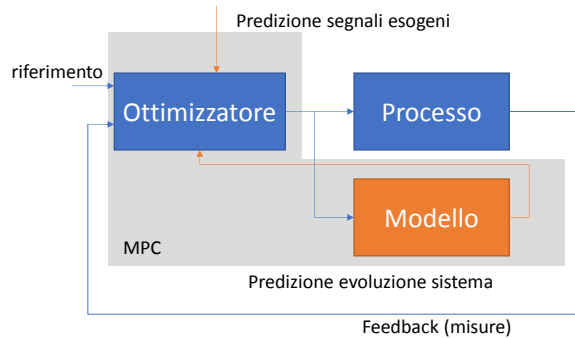 Predizione segnali esogeni
riferimento
Ottimizzatore
Processo
Modello
MPC
Predizione evoluzione sistema
Feedback (misure)